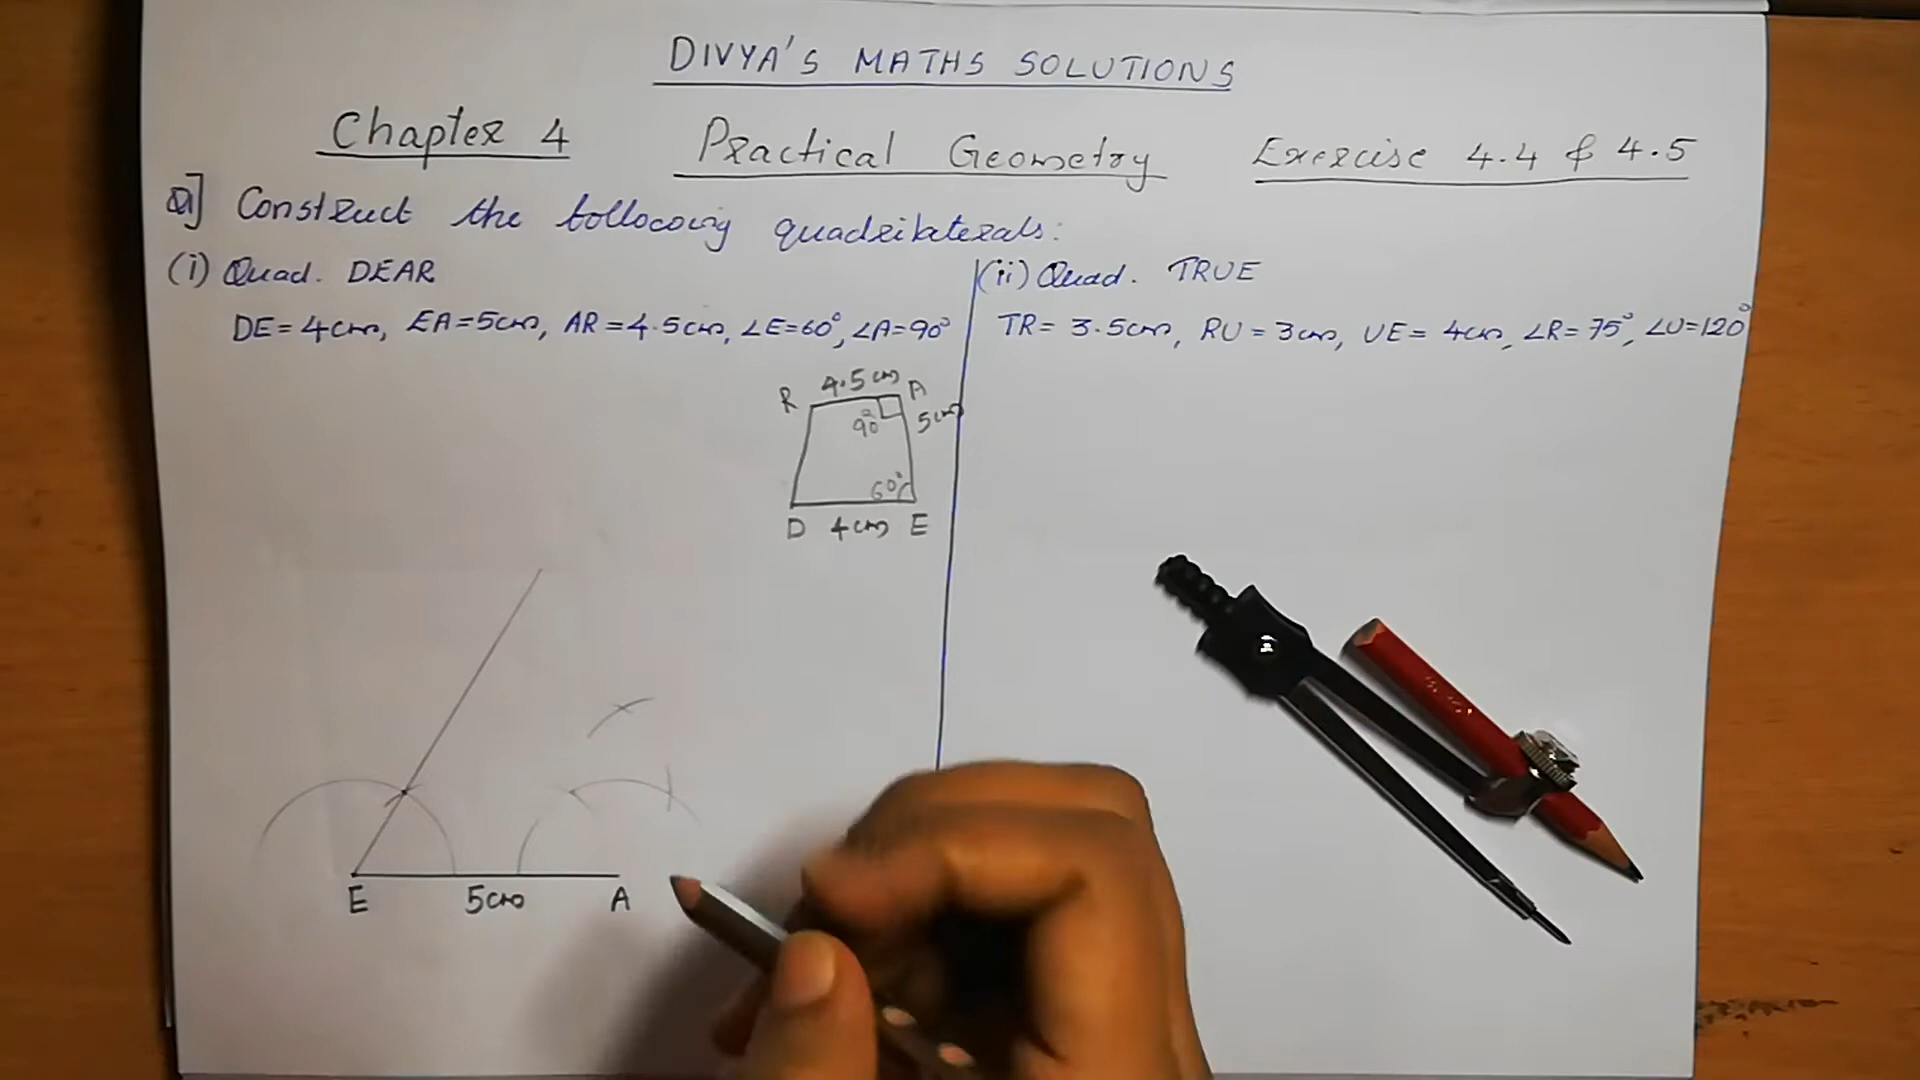 DIVYA'S MATHS SOLUTIONS
Chapter 4 Practical Geometry Exercise 4.4 & 4.5
Q1] Construct the following quadrilaterals:
(i) Quad. DEAR
DE = 4cm, EA = 5cm, AR = 4.5cm, ∠E = 60°, ∠A = 90°
R 4.5cm A
90° 5cm
60°
D 4cm E
E 5cm A
(ii) Quad. TRUE
TR = 3.5cm, RU = 3cm, UE = 4cm, ∠R = 75°, ∠U = 120°